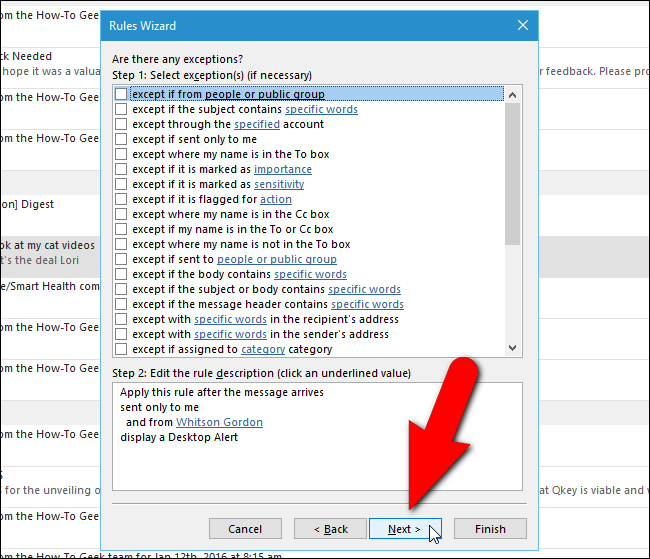 om the How-To Geek
Rules Wizard
ck Needed
hope it was a valua
r feedback. Please pro
om the How-To Geek
om the How-To Geek
on] Digest
ok at my cat videos
t's the deal Lori
e/Smart Health com
om the How-To Geek
om the How-To Geek
om the How-To Geek
s for the unveiling o
at Qkey is viable and v
om the How-To Geek
om the How-To Geek team for Jan 12th, 2016 at 8:15 am
Are there any exceptions?
Step 1: Select exception(s) (if necessary)
except if from people or public group
except if the subject contains specific words
except through the specified account
except if sent only to me
except where my name is in the To box
except if it is marked as importance
except if it is marked as sensitivity
except if it is flagged for action
except where my name is in the Cc box
except if my name is in the To or Cc box
except where my name is not in the To box
except if sent to people or public group
except if the body contains specific words
except if the subject or body contains specific words
except if the message header contains specific words
except with specific words in the recipient's address
except with specific words in the sender's address
except if assigned to category category
Step 2: Edit the rule description (click an underlined value)
Apply this rule after the message arrives
sent only to me
and from Whitson Gordon
display a Desktop Alert
Cancel
< Back
Next >
Finish